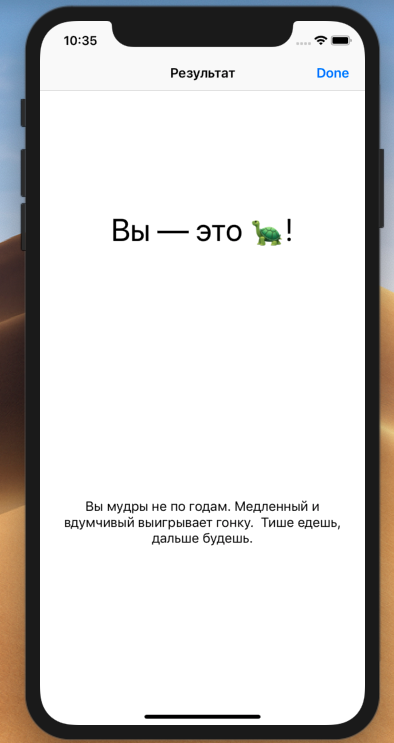 10:35
Результат Done
Вы — это 🐢!
Вы мудры не по годам. Медленный и
вдумчивый выигрывает гонку.  Тише едешь,
дальше будешь.